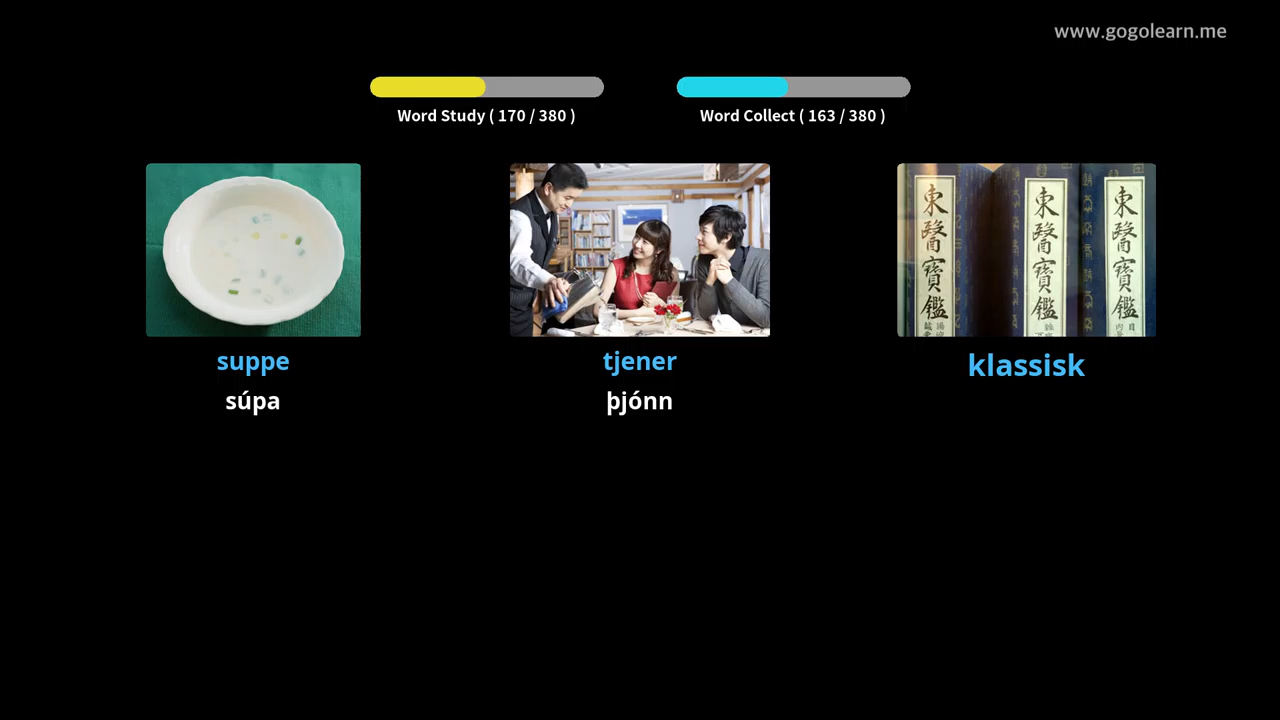 www.gogolearn.me
Word Study ( 170 / 380 )
Word Collect ( 163 / 380 )
東醫寶鑑
東醫寶鑑
東醫寶鑑
suppe
tjener
klassisk
súpa
þjónn